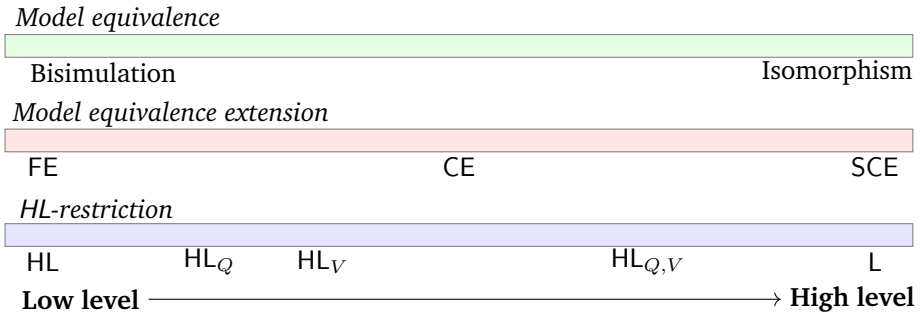 Model equivalence
Bisimulation Isomorphism
Model equivalence extension
FE CE SCE
HL-restriction
HL HL_Q HL_V HL_{Q,V} L
Low level High level